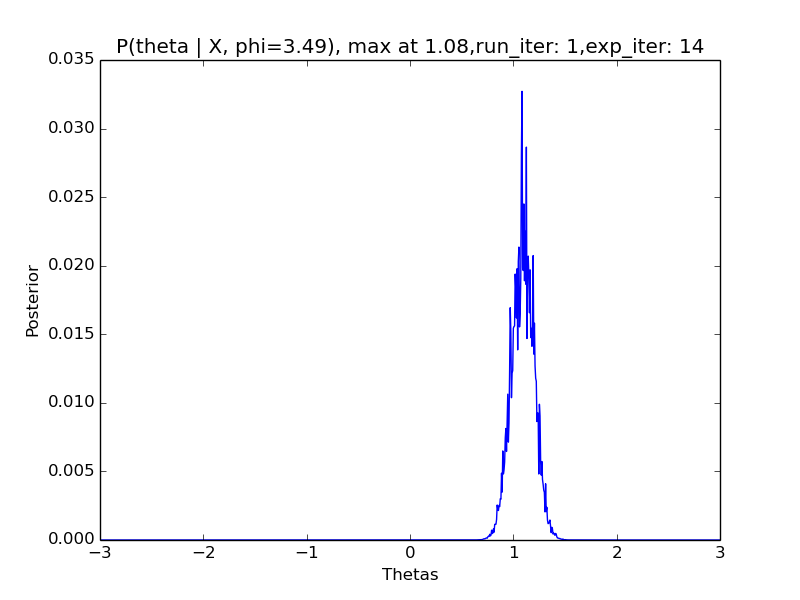 P(theta | X, phi=3.49), max at 1.08,run_iter: 1,exp_iter: 14
0.035
0.030
0.025
0.020
0.015
0.010
0.005
0.000
Posterior
−3 −2 −1 0 1 2 3
Thetas